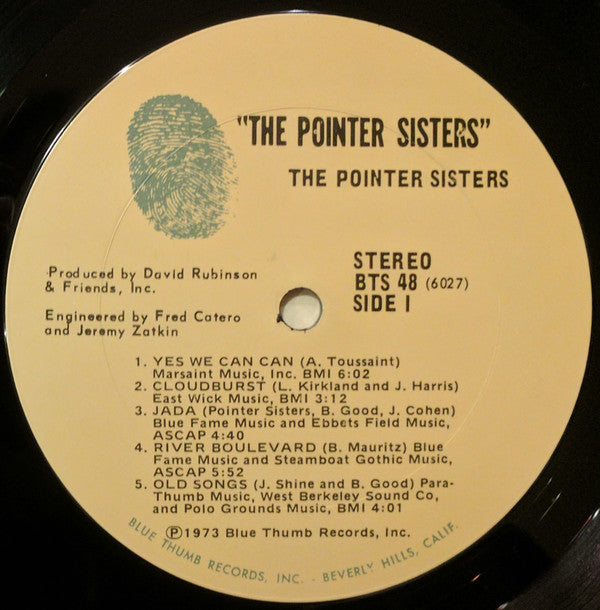 "THE POINTER SISTERS"
THE POINTER SISTERS
STEREO
BTS 48 (6027)
SIDE 1
Produced by David Rubinson
& Friends, Inc.
Engineered by Fred Catero
and Jeremy Zatkin
1. YES WE CAN CAN (A. Toussaint)
Marsaint Music, Inc. BMI 6:02
2. CLOUDBURST (L. Kirkland and J. Harris)
East Wick Music, BMI 3:12
3. JADA (Pointer Sisters, B. Good, J. Cohen)
Blue Fame Music and Ebbets Field Music,
ASCAP 4:40
4. RIVER BOULEVARD (B. Mauritz) Blue
Fame Music and Steamboat Gothic Music,
ASCAP 5:52
5. OLD SONGS (J. Shine and B. Good) Para-
Thumb Music, West Berkeley Sound Co,
and Polo Grounds Music, BMI 4:01
Ⓟ1973 Blue Thumb Records, Inc.
BLUE THUMB RECORDS, INC. - BEVERLY HILLS, CALIF.